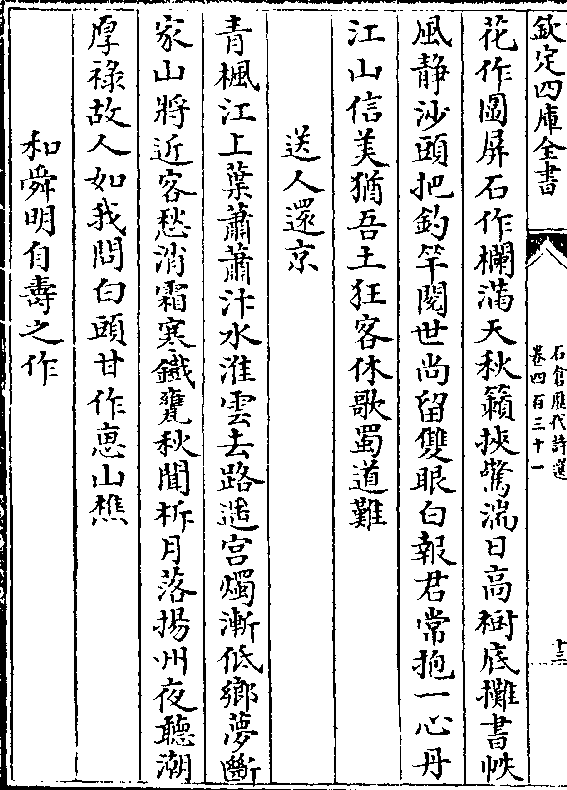 欽定四庫全書
石倉歷代詩選
卷四百三十一
十三
花作圖屏石作欄滿天秋籟挾驚湍日高樹底攤書帙
風静沙頭把釣竿閱世尚留雙眼白報君常抱一心丹
江山信美猶吾土狂客休歌蜀道難
送人還京
青楓江上葉蕭蕭汴水淮雲去路遥宫燭漸低鄉夢斷
家山將近客愁消霜寒鐵甕秋聞柝月落揚州夜聽潮
厚禄故人如我問白頭甘作恵山樵
和舜明自壽之作